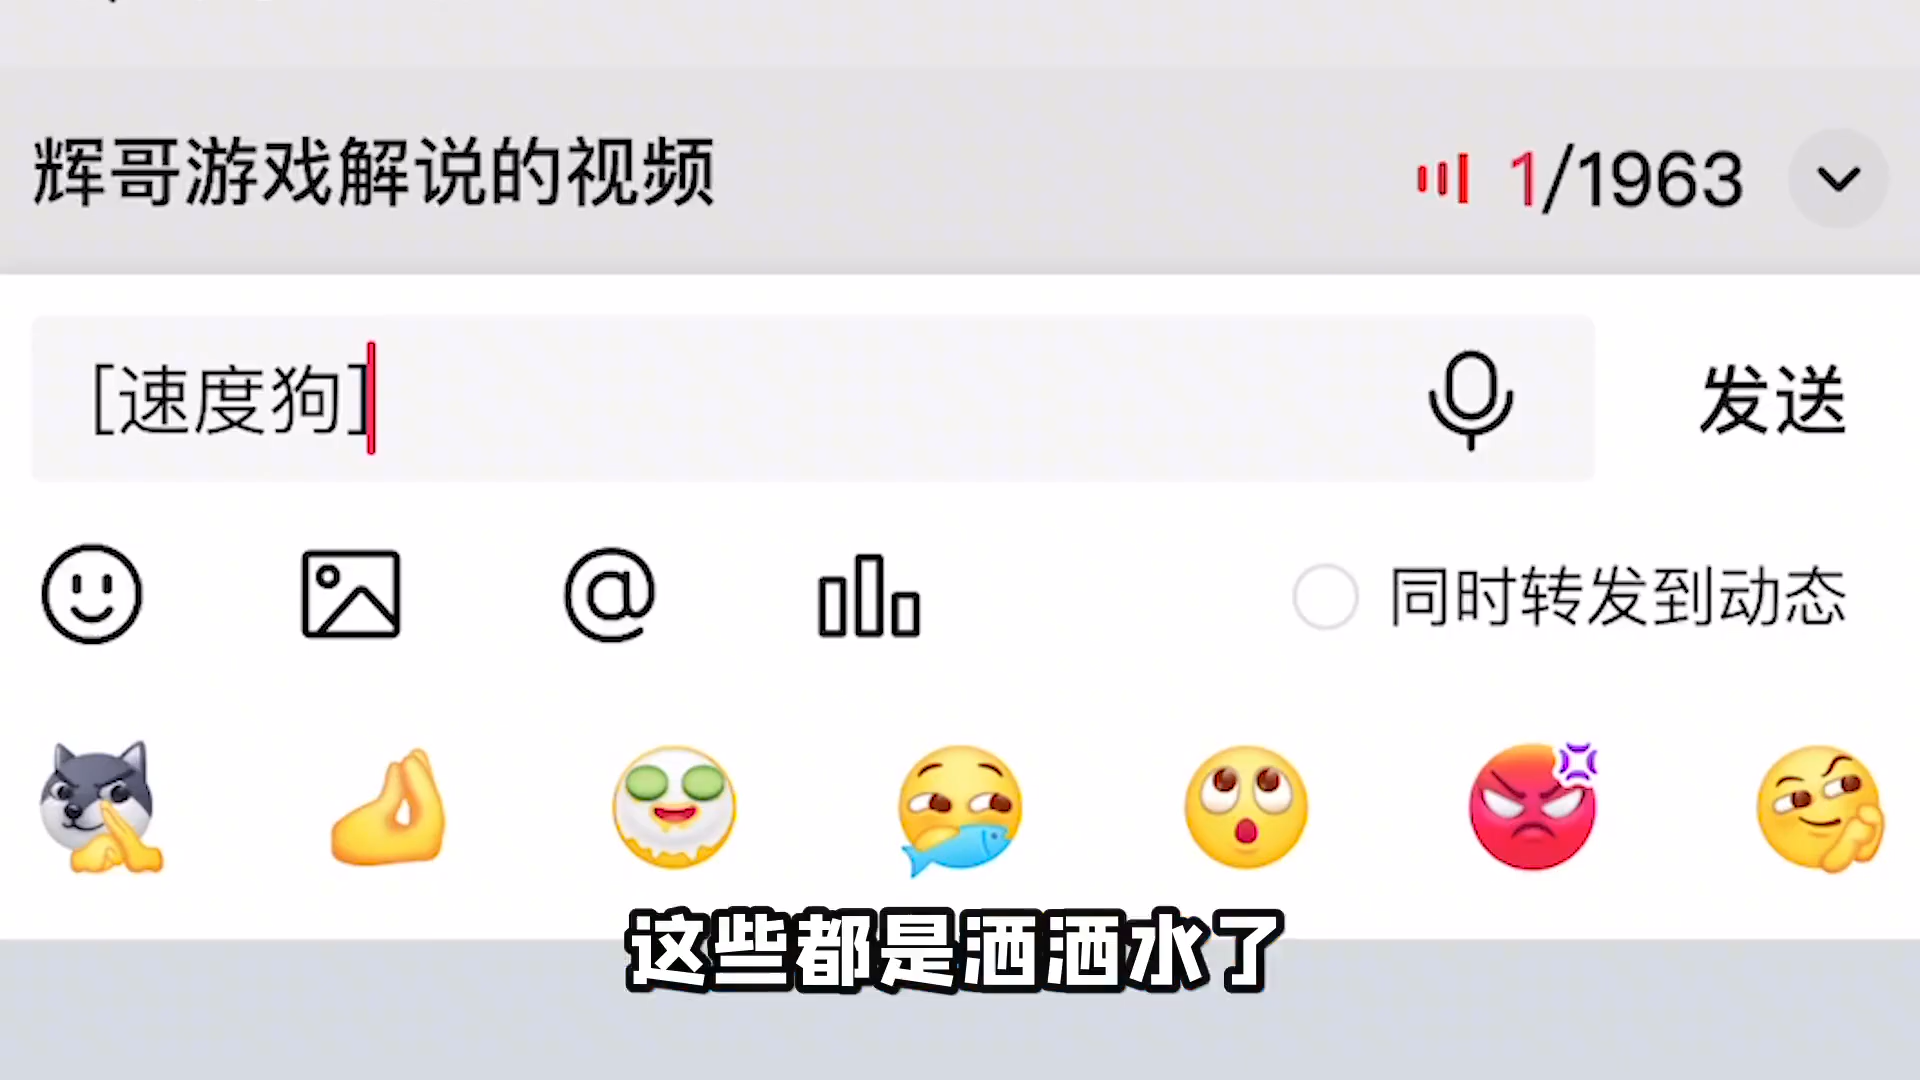 辉哥游戏解说的视频
1/1963
[速度狗]
发送
同时转发到动态
这些都是洒洒水了